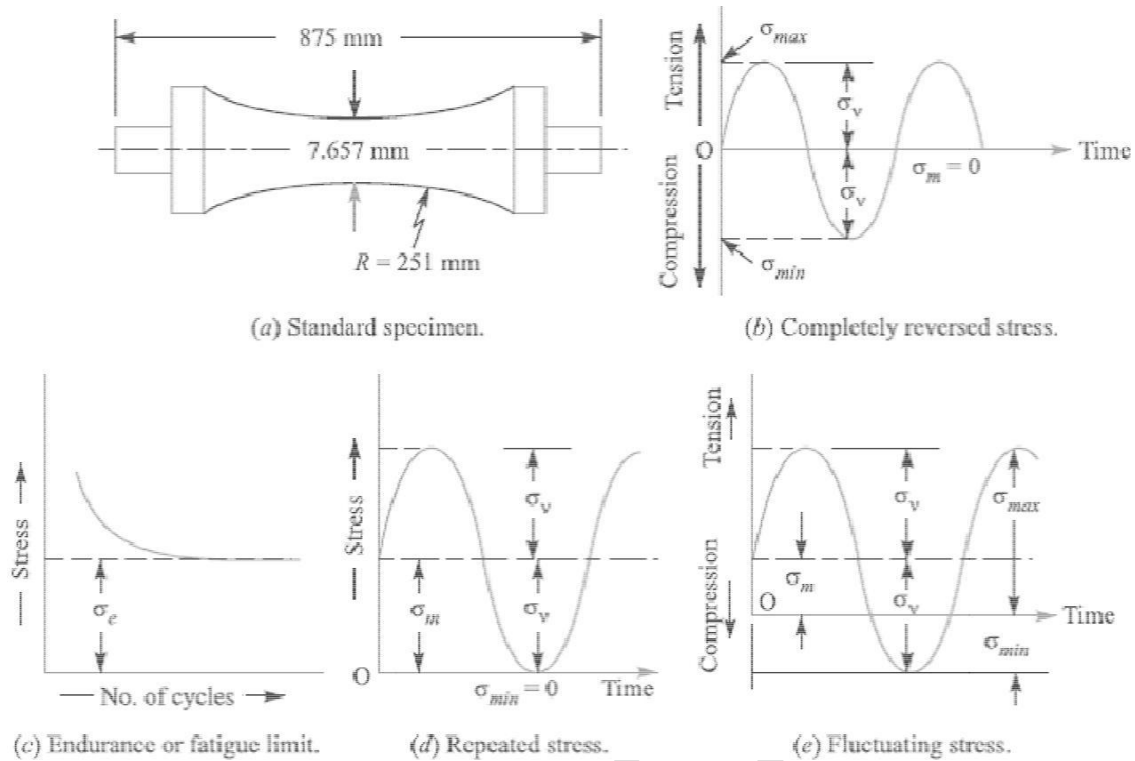 875 mm
7.657 mm
R = 251 mm
(a) Standard specimen.
Tension
Compression
σmax
σv
O
Time
σm = 0
σv
σmin
(b) Completely reversed stress.
Stress
σe
No. of cycles
(c) Endurance or fatigue limit.
Stress
σv
σm
σv
O
σmin = 0
Time
(d) Repeated stress.
Tension
Compression
σv
σmax
σm
O
σv
Time
σmin
(e) Fluctuating stress.